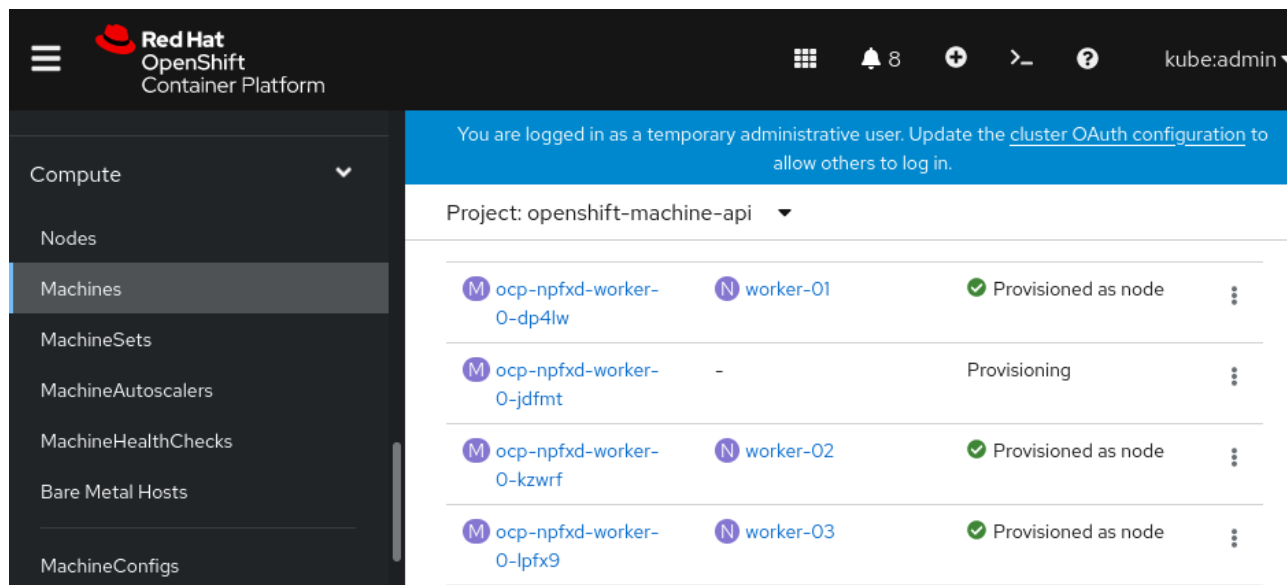 Red Hat
OpenShift
Container Platform
8
kube:admin
Compute
Nodes
Machines
MachineSets
MachineAutoscalers
MachineHealthChecks
Bare Metal Hosts
MachineConfigs
You are logged in as a temporary administrative user. Update the cluster OAuth configuration to
allow others to log in.
Project: openshift-machine-api
M ocp-npfxd-worker- N worker-01 Provisioned as node
0-dp4lw
M ocp-npfxd-worker- - Provisioning
0-jdfmt
M ocp-npfxd-worker- N worker-02 Provisioned as node
0-kzwrf
M ocp-npfxd-worker- N worker-03 Provisioned as node
0-lpfx9